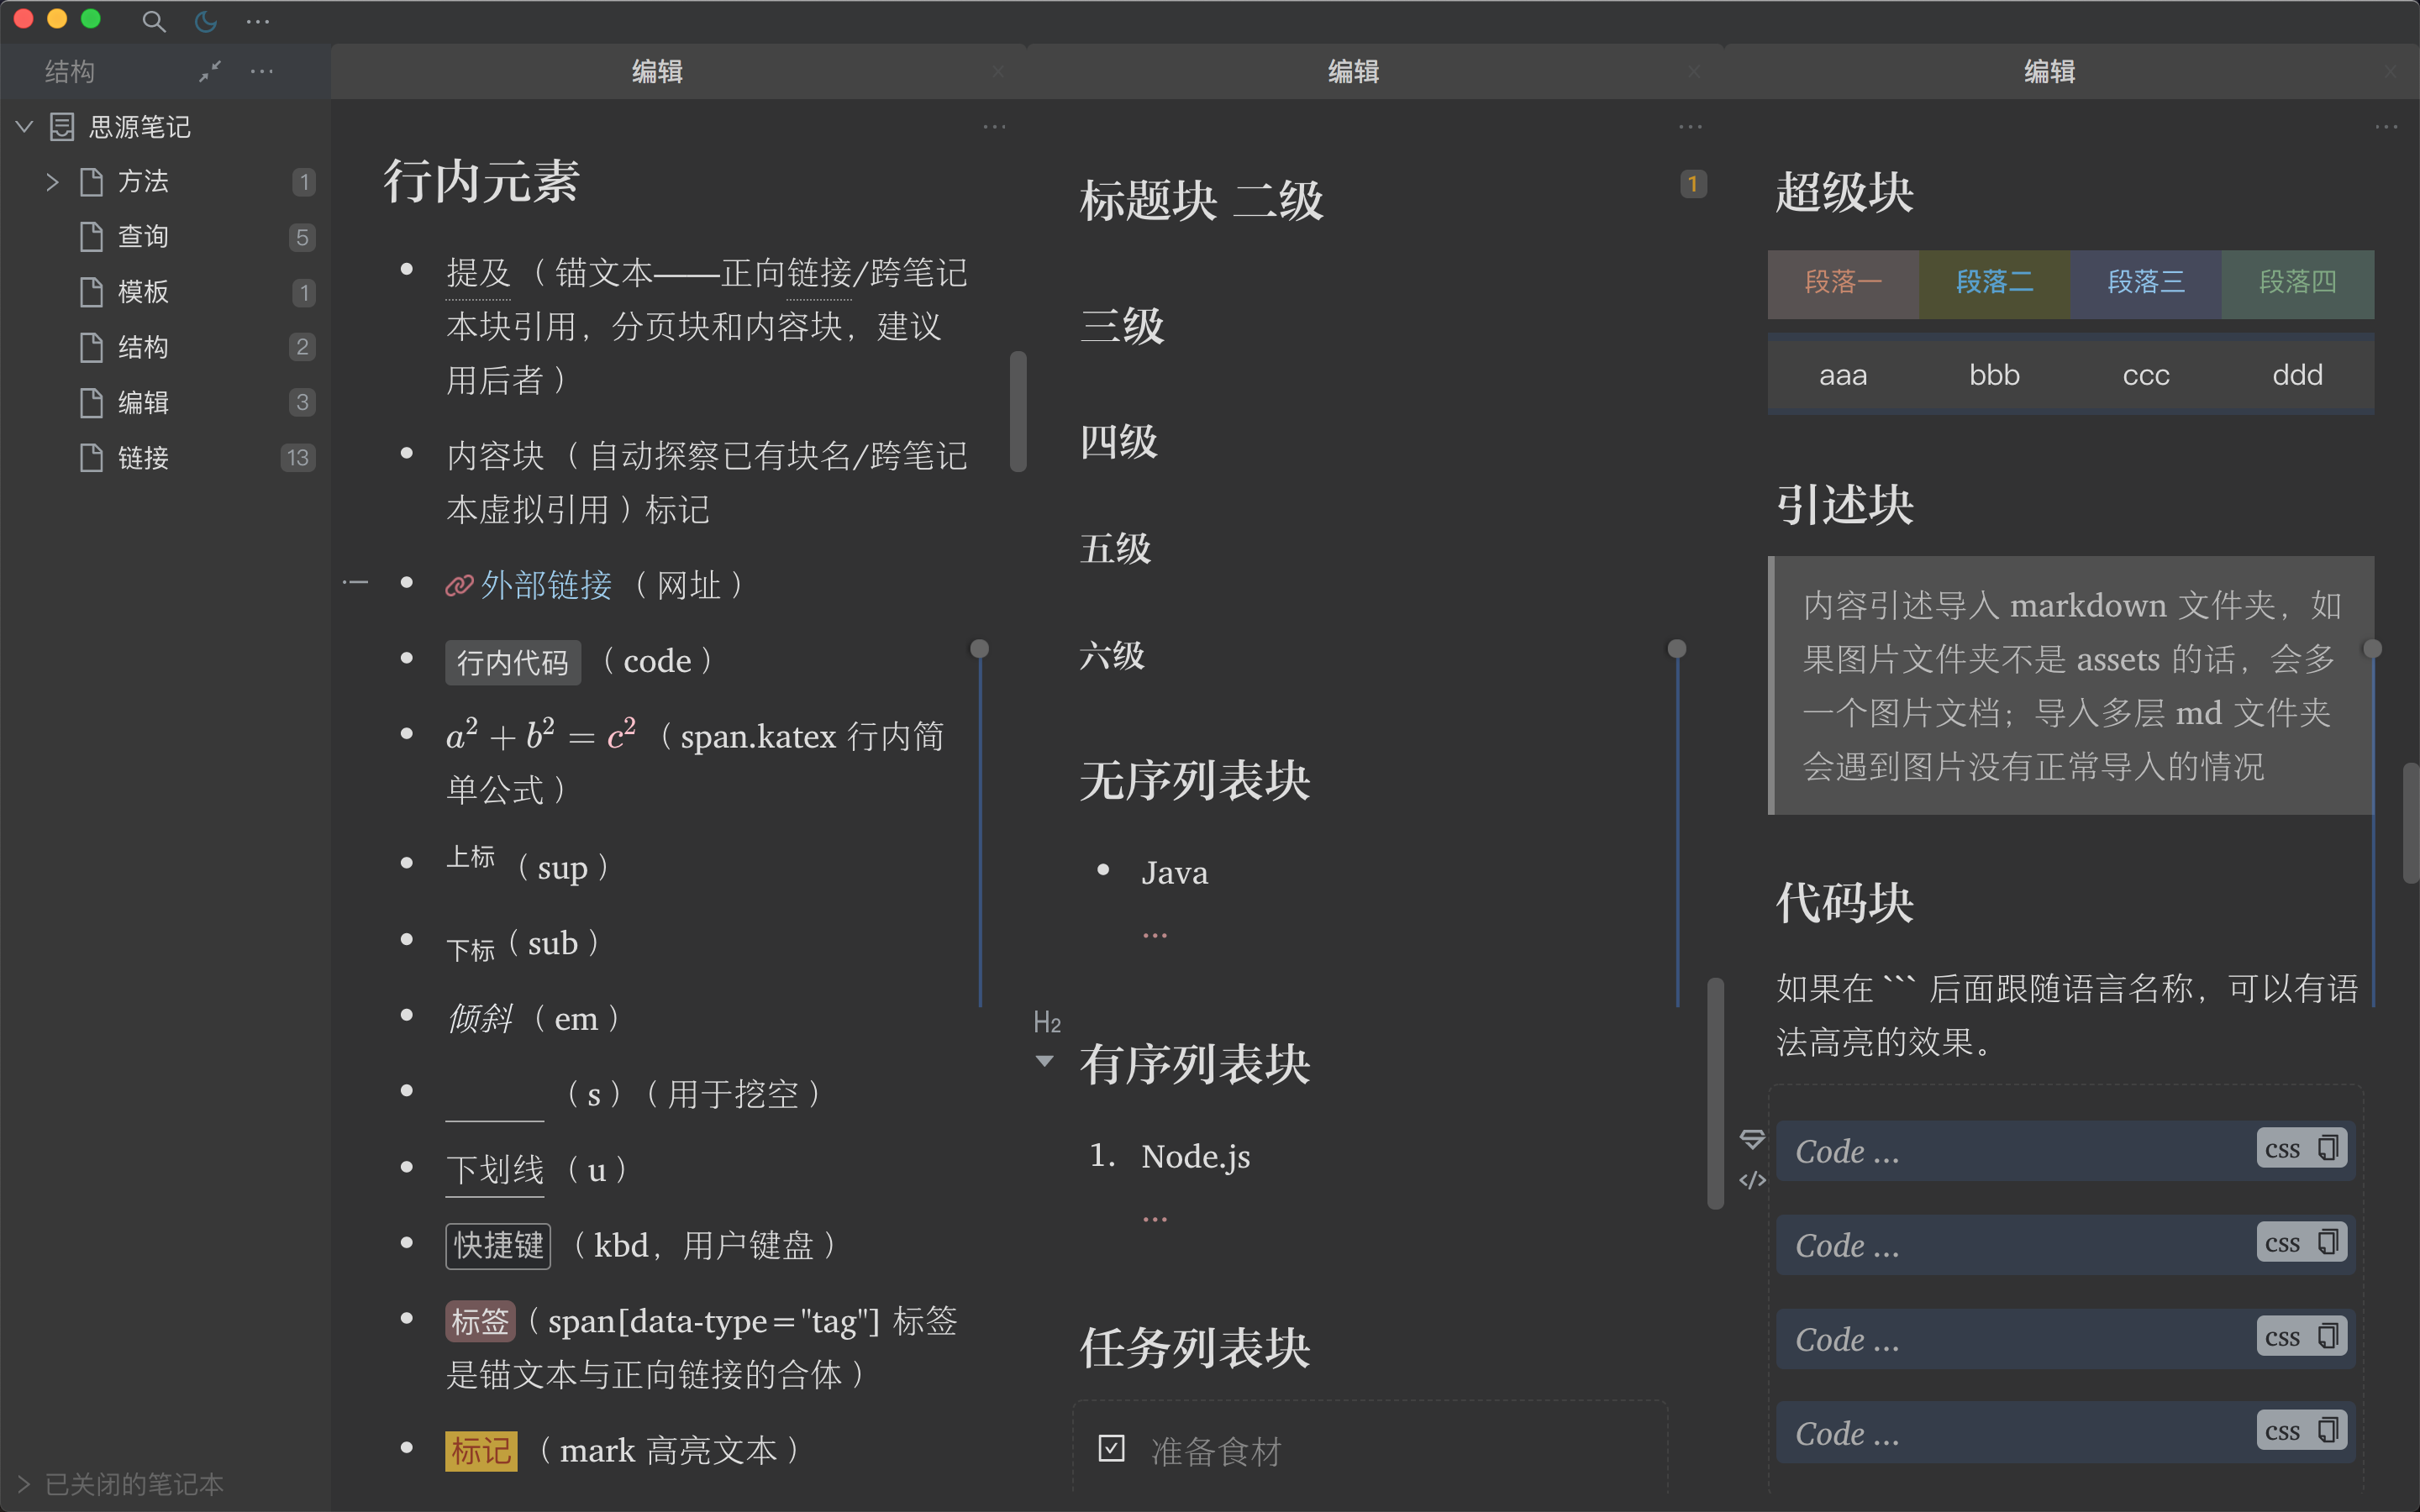 结构
思源笔记
方法 1
查询 5
模板 1
结构 2
编辑 3
链接 13
已关闭的笔记本
编辑
行内元素
提及（锚文本——正向链接/跨笔记
本块引用，分页块和内容块，建议
用后者）
内容块（自动探察已有块名/跨笔记
本虚拟引用）标记
外部链接（网址）
行内代码（code）
a² + b² = c²（span.katex 行内简
单公式）
上标（sup）
下标（sub）
倾斜（em）
（s）（用于挖空）
下划线（u）
快捷键（kbd，用户键盘）
标签（span[data-type="tag"] 标签
是锚文本与正向链接的合体）
标记（mark 高亮文本）
编辑
标题块 二级
1
三级
四级
五级
六级
无序列表块
• Java
...
H2
有序列表块
1. Node.js
...
任务列表块
准备食材
编辑
超级块
段落一 段落二 段落三 段落四
aaa bbb ccc ddd
引述块
内容引述导入 markdown 文件夹，如
果图片文件夹不是 assets 的话，会多
一个图片文档；导入多层 md 文件夹
会遇到图片没有正常导入的情况
代码块
如果在 ``` 后面跟随语言名称，可以有语
法高亮的效果。
Code ... css
Code ... css
Code ... css
Code ... css